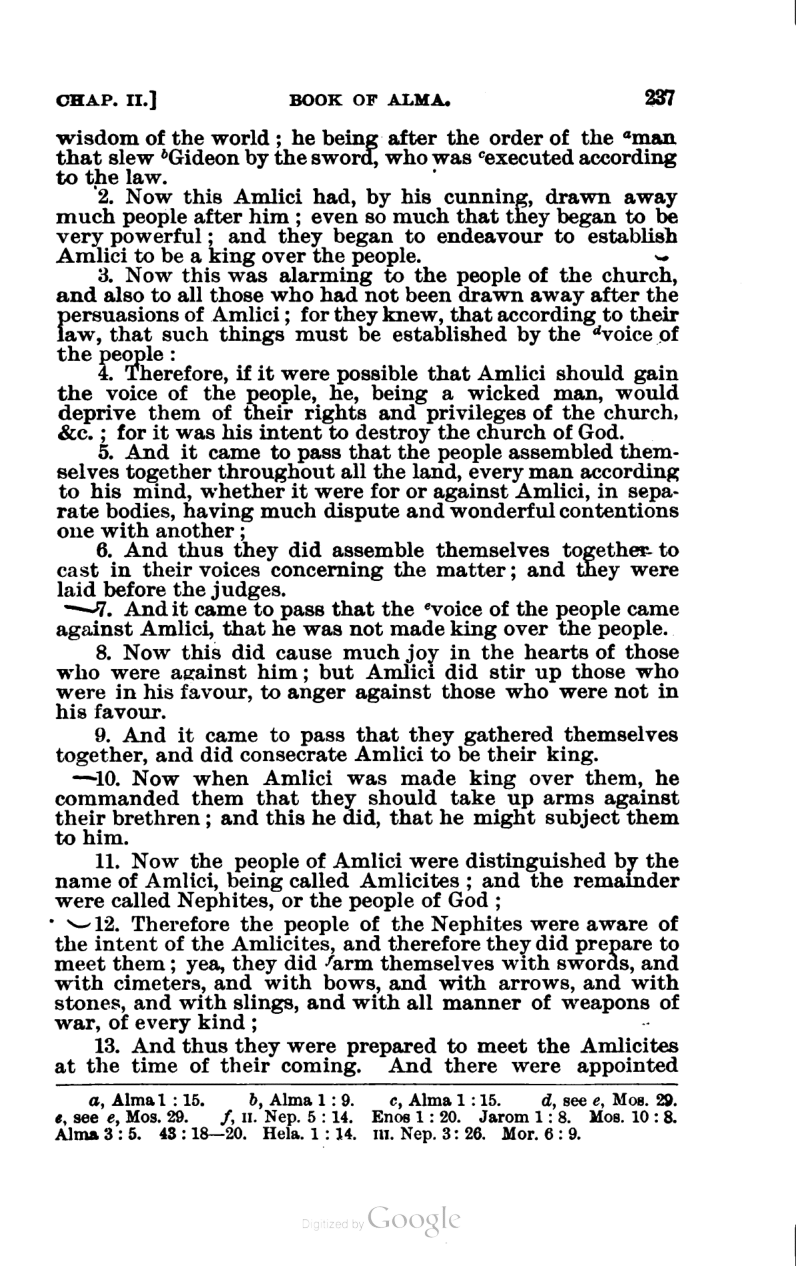 CHAP. II.] BOOK OF ALMA. 237
wisdom of the world ; he being after the order of the ᵃman
that slew ᵇGideon by the sword, who was ᶜexecuted according
to the law.
2. Now this Amlici had, by his cunning, drawn away
much people after him ; even so much that they began to be
very powerful ; and they began to endeavour to establish
Amlici to be a king over the people.
3. Now this was alarming to the people of the church,
and also to all those who had not been drawn away after the
persuasions of Amlici ; for they knew, that according to their
law, that such things must be established by the ᵈvoice of
the people :
4. Therefore, if it were possible that Amlici should gain
the voice of the people, he, being a wicked man, would
deprive them of their rights and privileges of the church,
&c. ; for it was his intent to destroy the church of God.
5. And it came to pass that the people assembled them-
selves together throughout all the land, every man according
to his mind, whether it were for or against Amlici, in sepa-
rate bodies, having much dispute and wonderful contentions
one with another ;
6. And thus they did assemble themselves together to
cast in their voices concerning the matter ; and they were
laid before the judges.
7. And it came to pass that the ᵉvoice of the people came
against Amlici, that he was not made king over the people.
8. Now this did cause much joy in the hearts of those
who were against him ; but Amlici did stir up those who
were in his favour, to anger against those who were not in
his favour.
9. And it came to pass that they gathered themselves
together, and did consecrate Amlici to be their king.
10. Now when Amlici was made king over them, he
commanded them that they should take up arms against
their brethren ; and this he did, that he might subject them
to him.
11. Now the people of Amlici were distinguished by the
name of Amlici, being called Amlicites ; and the remainder
were called Nephites, or the people of God ;
12. Therefore the people of the Nephites were aware of
the intent of the Amlicites, and therefore they did prepare to
meet them ; yea, they did ᶠarm themselves with swords, and
with cimeters, and with bows, and with arrows, and with
stones, and with slings, and with all manner of weapons of
war, of every kind ;
13. And thus they were prepared to meet the Amlicites
at the time of their coming. And there were appointed
a, Alma 1 : 15. b, Alma 1 : 9. c, Alma 1 : 15. d, see e, Mos. 29.
e, see e, Mos. 29. f, II. Nep. 5 : 14. Enos 1 : 20. Jarom 1 : 8. Mos. 10 : 8.
Alma 3 : 5. 43 : 18—20. Hela. 1 : 14. III. Nep. 3 : 26. Mor. 6 : 9.
Digitized by Google